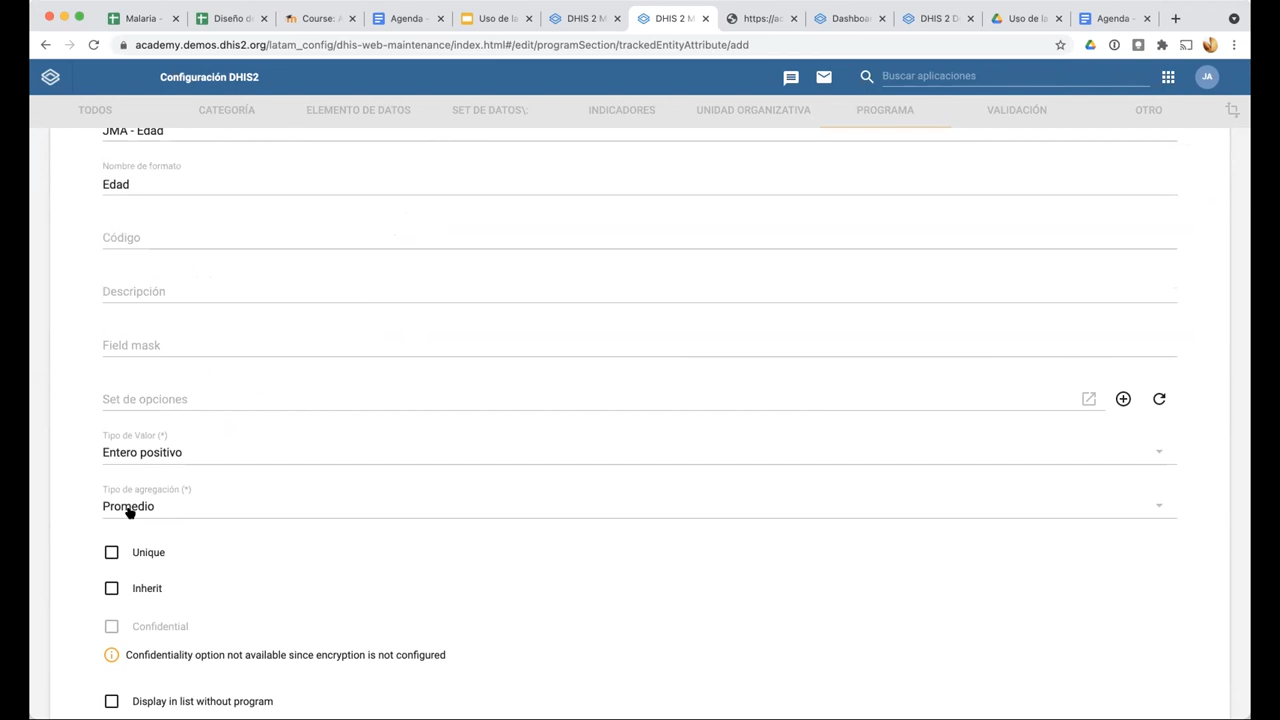 Malaria -
Diseño d
Course: A
Agenda -
Uso de la
DHIS 2 M
DHIS 2 M
https://ac
Dashboa
DHIS 2 D
Uso de la
Agenda -
academy.demos.dhis2.org/latam_config/dhis-web-maintenance/index.html#/edit/programSection/trackedEntityAttribute/add
Configuración DHIS2
Buscar aplicaciones
JA
TODOS
CATEGORÍA
ELEMENTO DE DATOS
SET DE DATOS\;
INDICADORES
UNIDAD ORGANIZATIVA
PROGRAMA
VALIDACIÓN
OTRO
JMA - Edad
Nombre de formato
Edad
Código
Descripción
Field mask
Set de opciones
Tipo de Valor (*)
Entero positivo
Tipo de agregación (*)
Promedio
Unique
Inherit
Confidential
Confidentiality option not available since encryption is not configured
Display in list without program